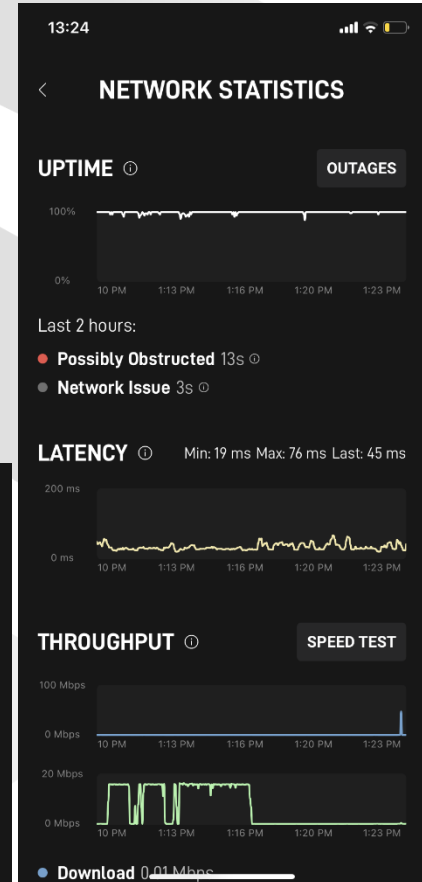 13:24
NETWORK STATISTICS
UPTIME
OUTAGES
100%
0%
10 PM 1:13 PM 1:16 PM 1:20 PM 1:23 PM
Last 2 hours:
Possibly Obstructed 13s
Network Issue 3s
LATENCY Min: 19 ms Max: 76 ms Last: 45 ms
200 ms
0 ms
10 PM 1:13 PM 1:16 PM 1:20 PM 1:23 PM
THROUGHPUT
SPEED TEST
100 Mbps
0 Mbps
10 PM 1:13 PM 1:16 PM 1:20 PM 1:23 PM
20 Mbps
0 Mbps
10 PM 1:13 PM 1:16 PM 1:20 PM 1:23 PM
Download 0.01 Mbps